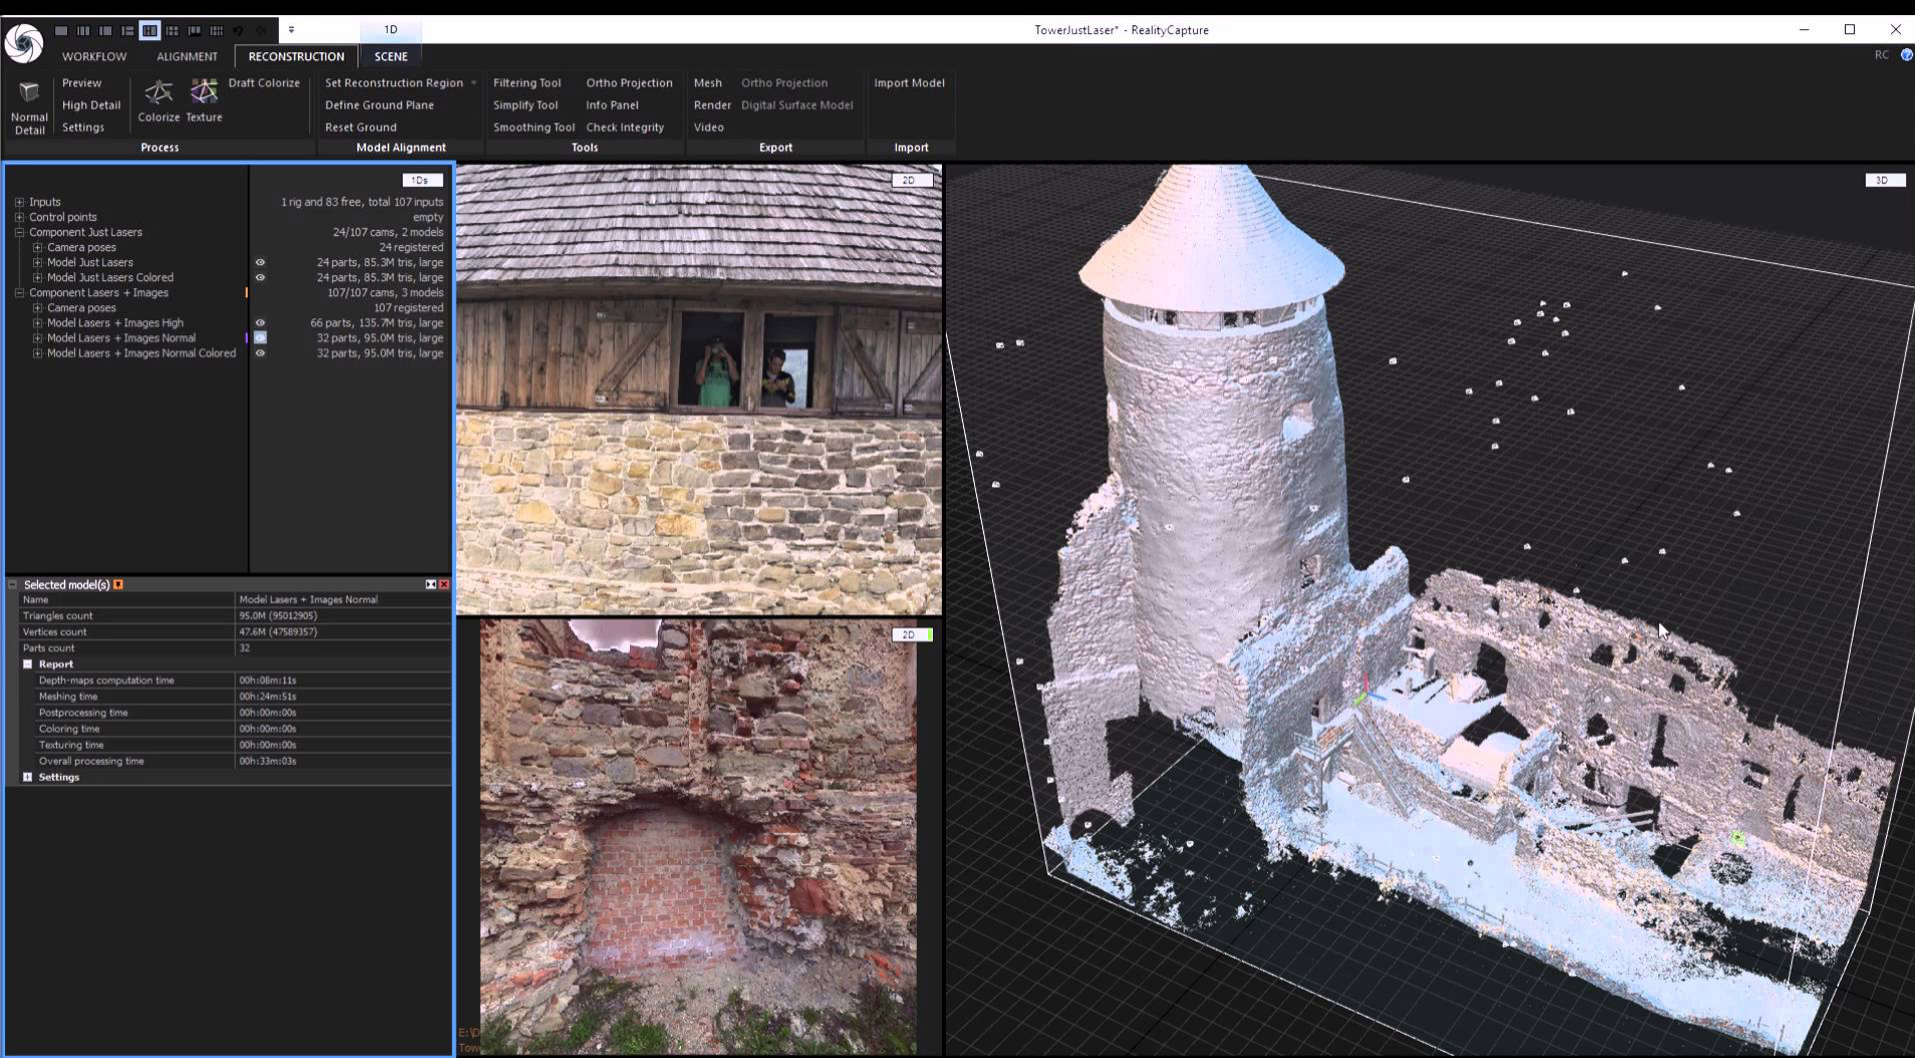 1D
TowerJustLaser* - RealityCapture
WORKFLOW ALIGNMENT RECONSTRUCTION SCENE
RC
Normal Detail
Preview
High Detail
Settings
Colorize
Texture
Draft Colorize
Process
Set Reconstruction Region
Define Ground Plane
Reset Ground
Model Alignment
Filtering Tool
Simplify Tool
Smoothing Tool
Ortho Projection
Info Panel
Check Integrity
Tools
Mesh
Render
Video
Ortho Projection
Digital Surface Model
Export
Import Model
Import
1Ds
Inputs 1 rig and 83 free, total 107 inputs
Control points empty
Component Just Lasers 24/107 cams, 2 models
Camera poses 24 registered
Model Just Lasers 24 parts, 85.3M tris, large
Model Just Lasers Colored 24 parts, 85.3M tris, large
Component Lasers + Images 107/107 cams, 3 models
Camera poses 107 registered
Model Lasers + Images High 66 parts, 135.7M tris, large
Model Lasers + Images Normal 32 parts, 95.0M tris, large
Model Lasers + Images Normal Colored 32 parts, 95.0M tris, large
Selected model(s)
Name Model Lasers + Images Normal
Triangles count 95.0M (95012905)
Vertices count 47.6M (47589357)
Parts count 32
Report
Depth-maps computation time 00h:08m:11s
Meshing time 00h:24m:51s
Postprocessing time 00h:00m:00s
Coloring time 00h:00m:00s
Texturing time 00h:00m:00s
Overall processing time 00h:33m:03s
Settings
2D
2D
E:\D
Tow
3D